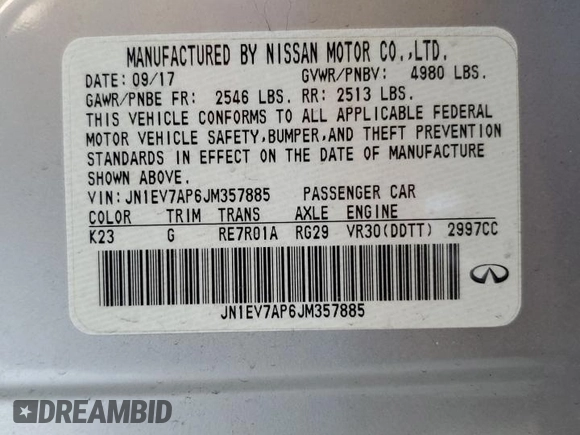 MANUFACTURED BY NISSAN MOTOR CO.,LTD.
DATE: 09/17 GVWR/PNBV: 4980 LBS.
GAWR/PNBE FR: 2546 LBS. RR: 2513 LBS.
THIS VEHICLE CONFORMS TO ALL APPLICABLE FEDERAL
MOTOR VEHICLE SAFETY,BUMPER,AND THEFT PREVENTION
STANDARDS IN EFFECT ON THE DATE OF MANUFACTURE
SHOWN ABOVE.
VIN: JN1EV7AP6JM357885 PASSENGER CAR
COLOR TRIM TRANS AXLE ENGINE
K23 G RE7R01A RG29 VR30(DDTT) 2997CC
JN1EV7AP6JM357885
DREAMBID